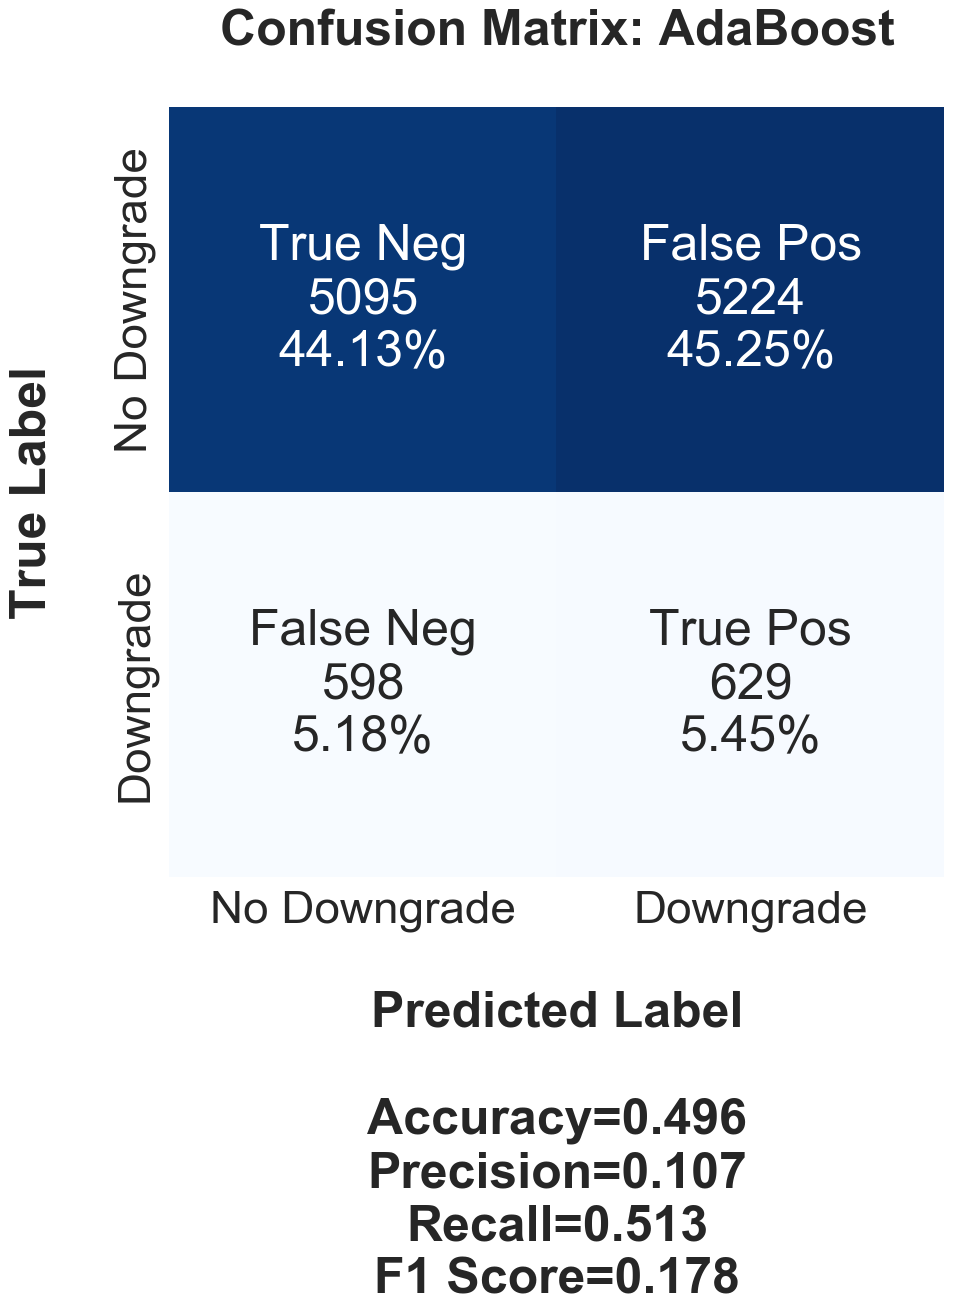 Confusion Matrix: AdaBoost
True Label
No Downgrade
True Neg
5095
44.13%
False Pos
5224
45.25%
Downgrade
False Neg
598
5.18%
True Pos
629
5.45%
No Downgrade
Downgrade
Predicted Label
Accuracy=0.496
Precision=0.107
Recall=0.513
F1 Score=0.178